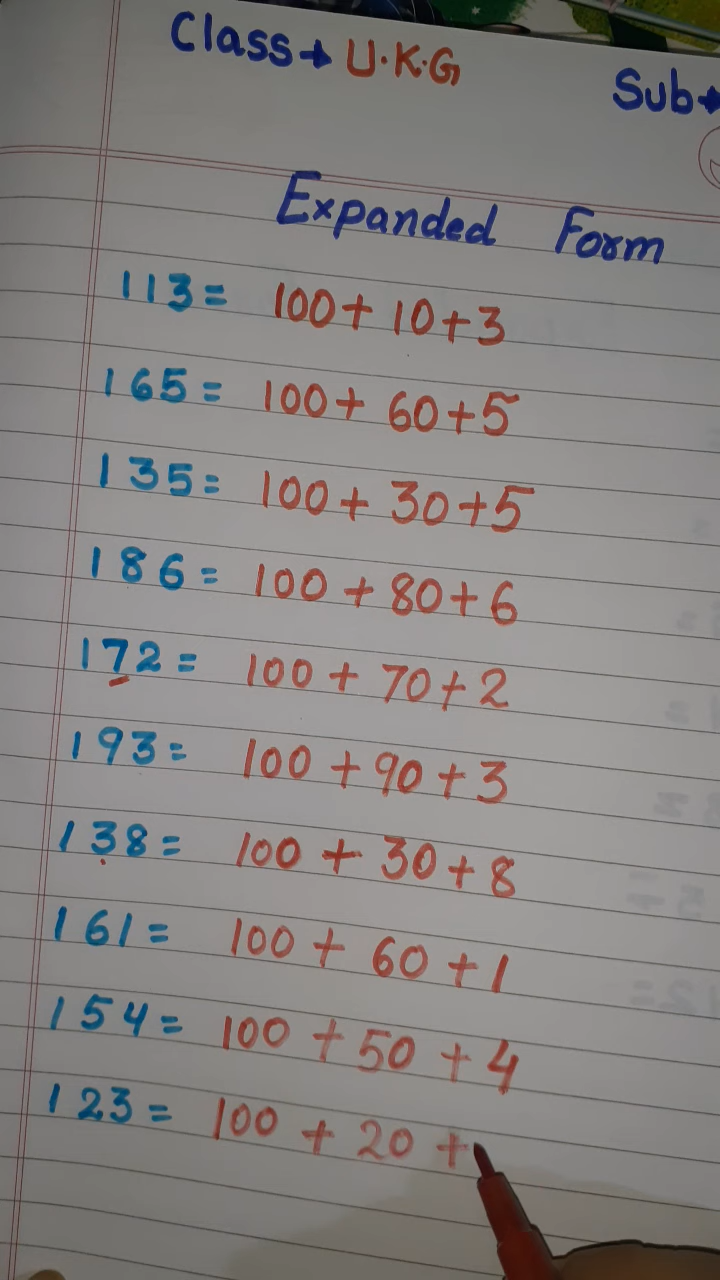 Class → U.K.G Sub →
Expanded Form
113 = 100 + 10 + 3
165 = 100 + 60 + 5
135 = 100 + 30 + 5
186 = 100 + 80 + 6
172 = 100 + 70 + 2
193 = 100 + 90 + 3
138 = 100 + 30 + 8
161 = 100 + 60 + 1
154 = 100 + 50 + 4
123 = 100 + 20 +